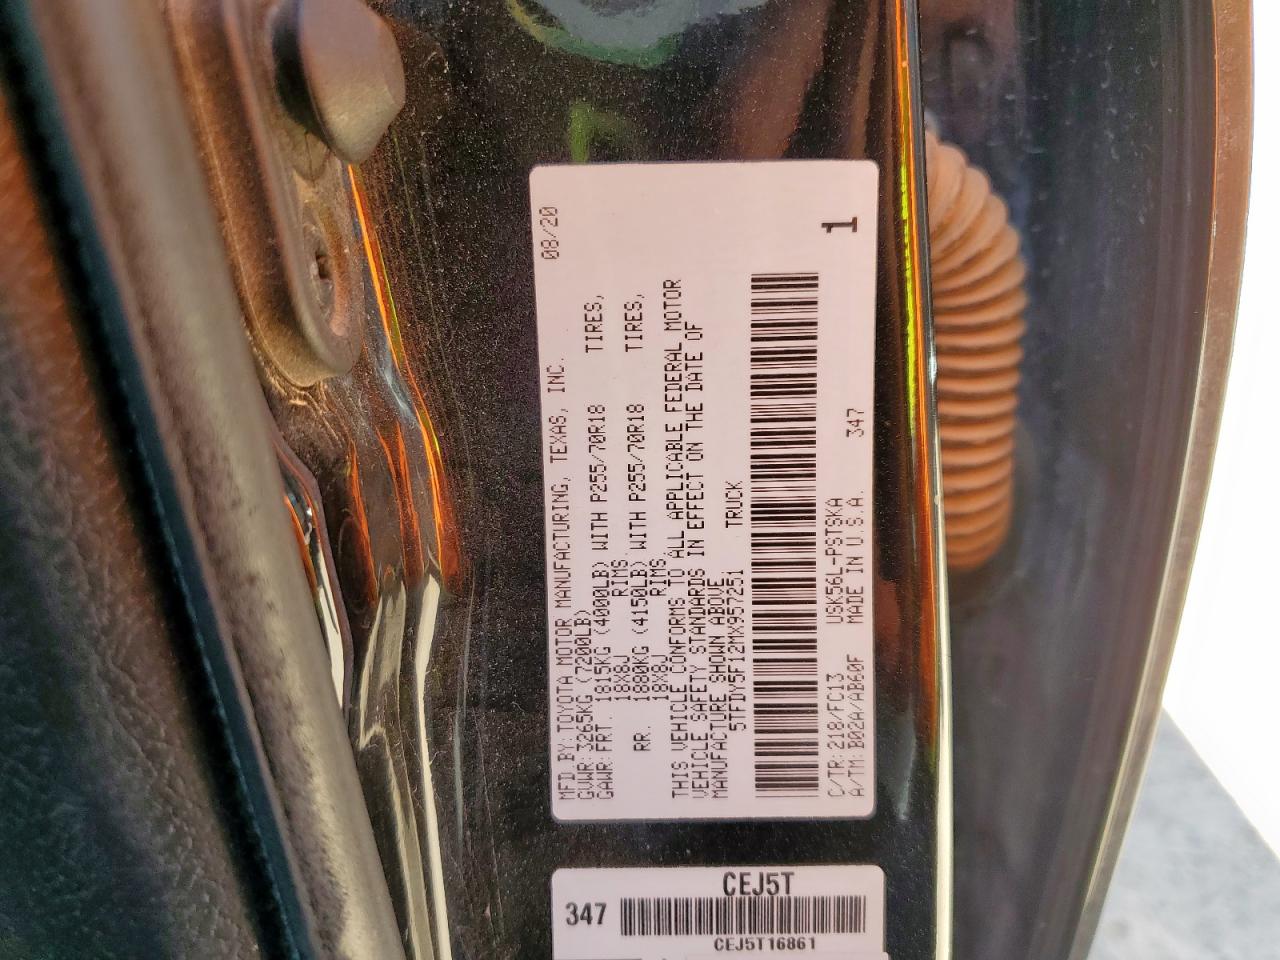 MFD BY: TOYOTA MOTOR MANUFACTURING, TEXAS, INC. 08/20
GVWR: 3265KG (7200LB)
GAWR: FRT. 1815KG (4000LB) WITH P255/70R18 TIRES,
18X8J RIMS,
RR. 1880KG (4150LB) WITH P255/70R18 TIRES,
18X8J RIMS
THIS VEHICLE CONFORMS TO ALL APPLICABLE FEDERAL MOTOR
VEHICLE SAFETY STANDARDS IN EFFECT ON THE DATE OF
MANUFACTURE SHOWN ABOVE.
5TFDY5F12MX957251 TRUCK
C/TR: 218/FC13 USK56L-PSTSKA 1
A/TM: B02A/AB60F MADE IN U.S.A. 347
CEJ5T
347
CEJ5T16861